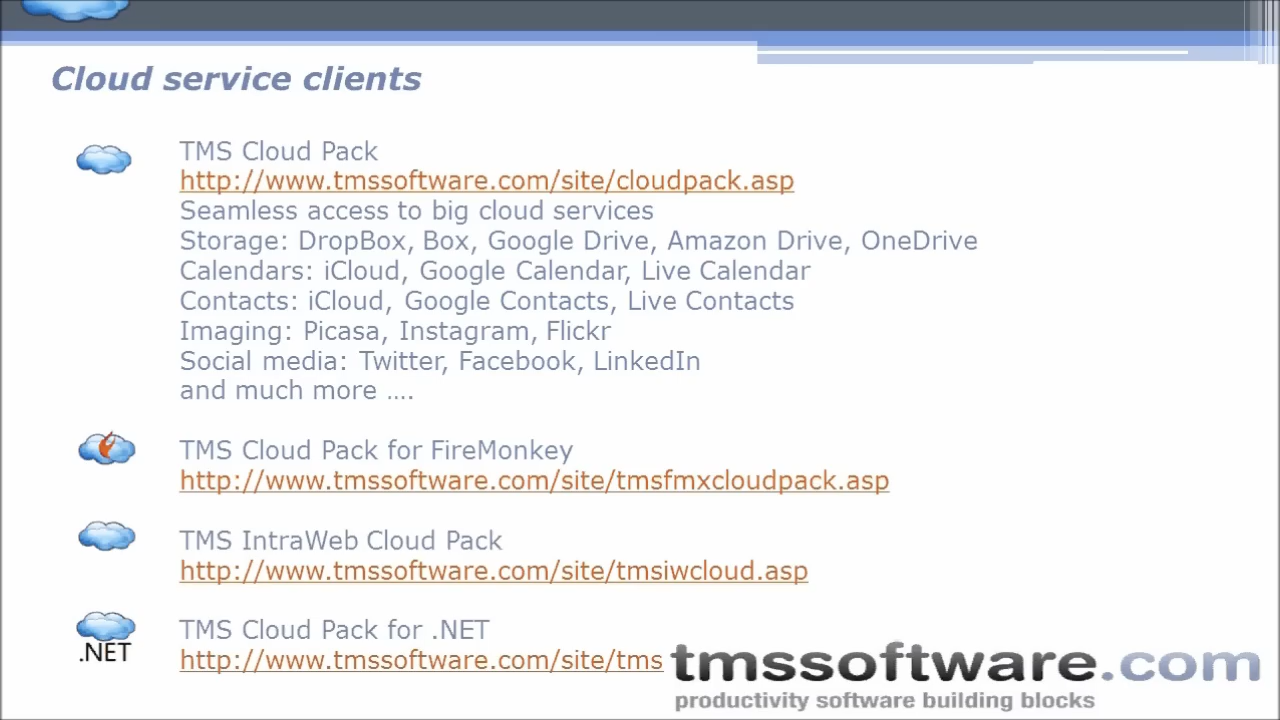 Cloud service clients
TMS Cloud Pack
http://www.tmssoftware.com/site/cloudpack.asp
Seamless access to big cloud services
Storage: DropBox, Box, Google Drive, Amazon Drive, OneDrive
Calendars: iCloud, Google Calendar, Live Calendar
Contacts: iCloud, Google Contacts, Live Contacts
Imaging: Picasa, Instagram, Flickr
Social media: Twitter, Facebook, LinkedIn
and much more ....
TMS Cloud Pack for FireMonkey
http://www.tmssoftware.com/site/tmsfmxcloudpack.asp
TMS IntraWeb Cloud Pack
http://www.tmssoftware.com/site/tmsiwcloud.asp
.NET
TMS Cloud Pack for .NET
http://www.tmssoftware.com/site/tms
tmssoftware.com
productivity software building blocks